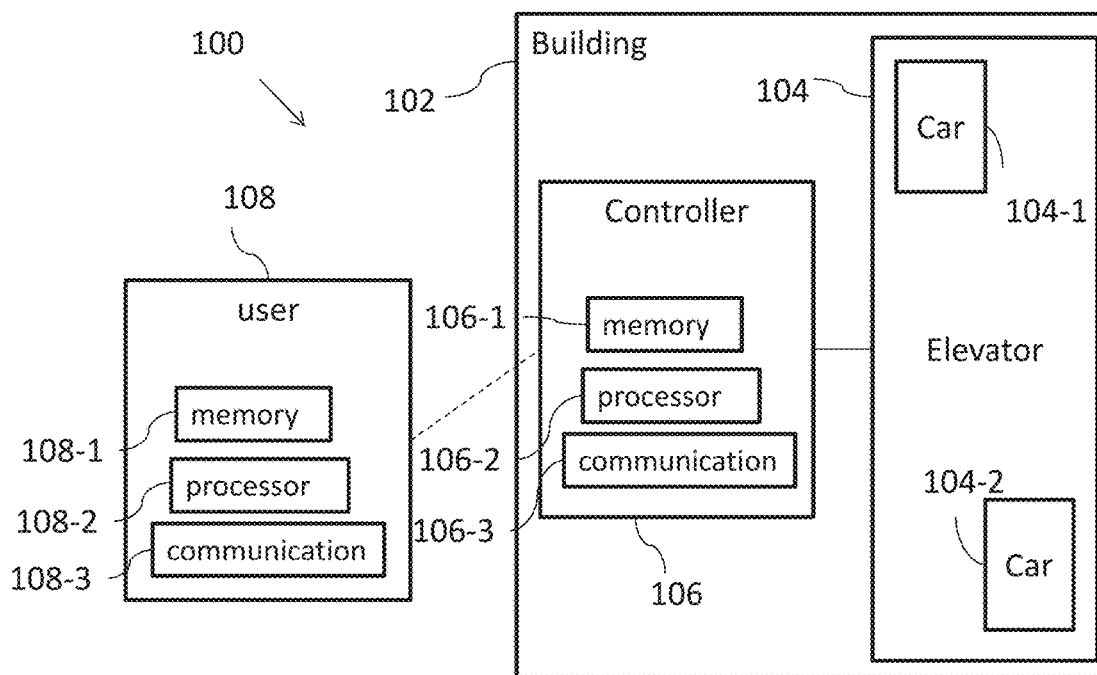 100
Building
102
104
Car
104-1
108
Controller
user
106-1
memory
Elevator
processor
memory
108-1
106-2
communication
processor
104-2
108-2
106-3
communication
108-3
Car
106